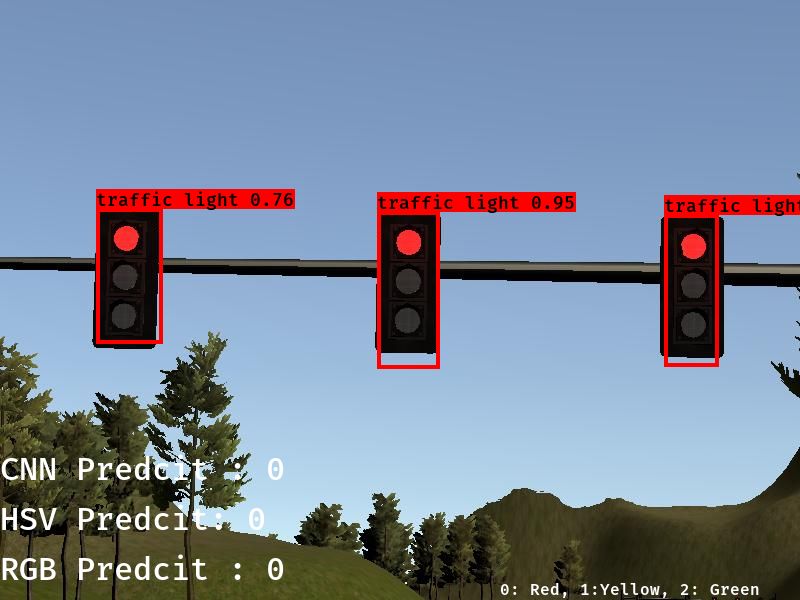 traffic light 0.76
traffic light 0.95
traffic light
CNN Predcit : 0
HSV Predcit: 0
RGB Predcit : 0
0: Red, 1:Yellow, 2: Green